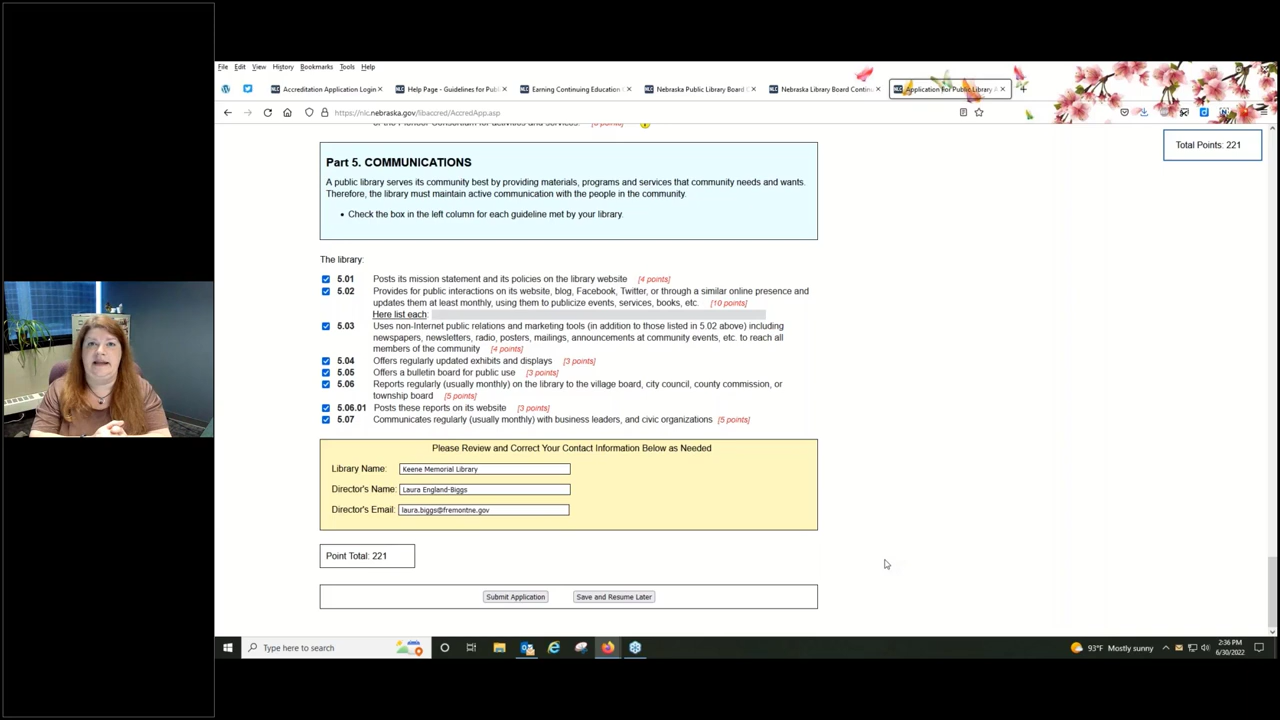 File Edit View History Bookmarks Tools Help
Accreditation Application Login
Help Page - Guidelines for Publ
Earning Continuing Education
Nebraska Public Library Board C
Nebraska Library Board Contin
Application For Public Library A
https://nlc.nebraska.gov/libaccred/AccredApp.asp
Total Points: 221
Part 5. COMMUNICATIONS
A public library serves its community best by providing materials, programs and services that community needs and wants.
Therefore, the library must maintain active communication with the people in the community.
• Check the box in the left column for each guideline met by your library.
The library:
5.01 Posts its mission statement and its policies on the library website [4 points]
5.02 Provides for public interactions on its website, blog, Facebook, Twitter, or through a similar online presence and
updates them at least monthly, using them to publicize events, services, books, etc. [10 points]
Here list each:
5.03 Uses non-Internet public relations and marketing tools (in addition to those listed in 5.02 above) including
newspapers, newsletters, radio, posters, mailings, announcements at community events, etc. to reach all
members of the community [4 points]
5.04 Offers regularly updated exhibits and displays [3 points]
5.05 Offers a bulletin board for public use [3 points]
5.06 Reports regularly (usually monthly) on the library to the village board, city council, county commission, or
township board [5 points]
5.06.01 Posts these reports on its website [3 points]
5.07 Communicates regularly (usually monthly) with business leaders, and civic organizations [5 points]
Please Review and Correct Your Contact Information Below as Needed
Library Name: Keene Memorial Library
Director's Name: Laura England-Biggs
Director's Email: laura.biggs@fremontne.gov
Point Total: 221
Submit Application Save and Resume Later
Type here to search
93°F Mostly sunny
2:36 PM
6/30/2022